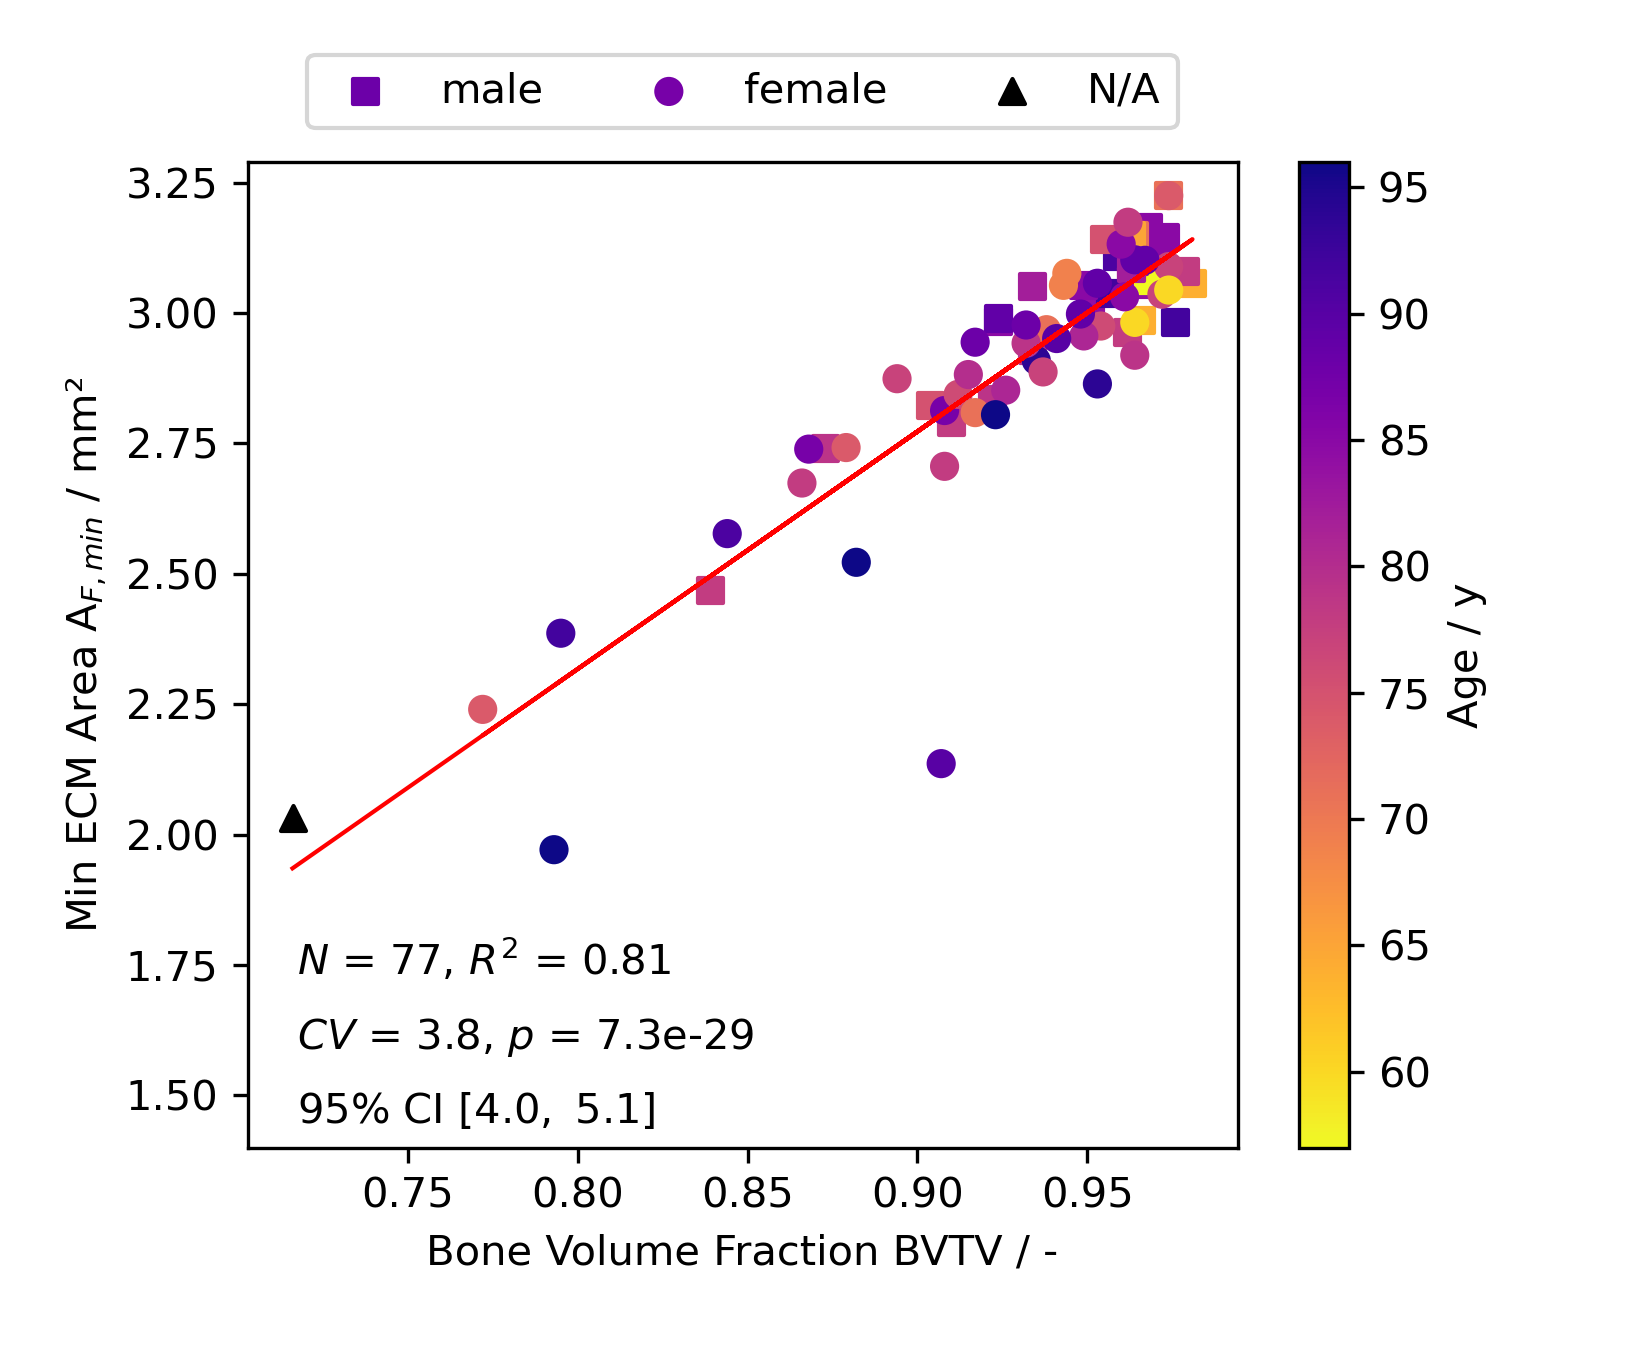 male female N/A
3.25
3.00
2.75
2.50
2.25
2.00
1.75
1.50
Min ECM Area A_{F,min} / mm²
N = 77, R² = 0.81
CV = 3.8, p = 7.3e-29
95% CI [4.0, 5.1]
0.75 0.80 0.85 0.90 0.95
Bone Volume Fraction BVTV / -
95
90
85
80
75
70
65
60
Age / y